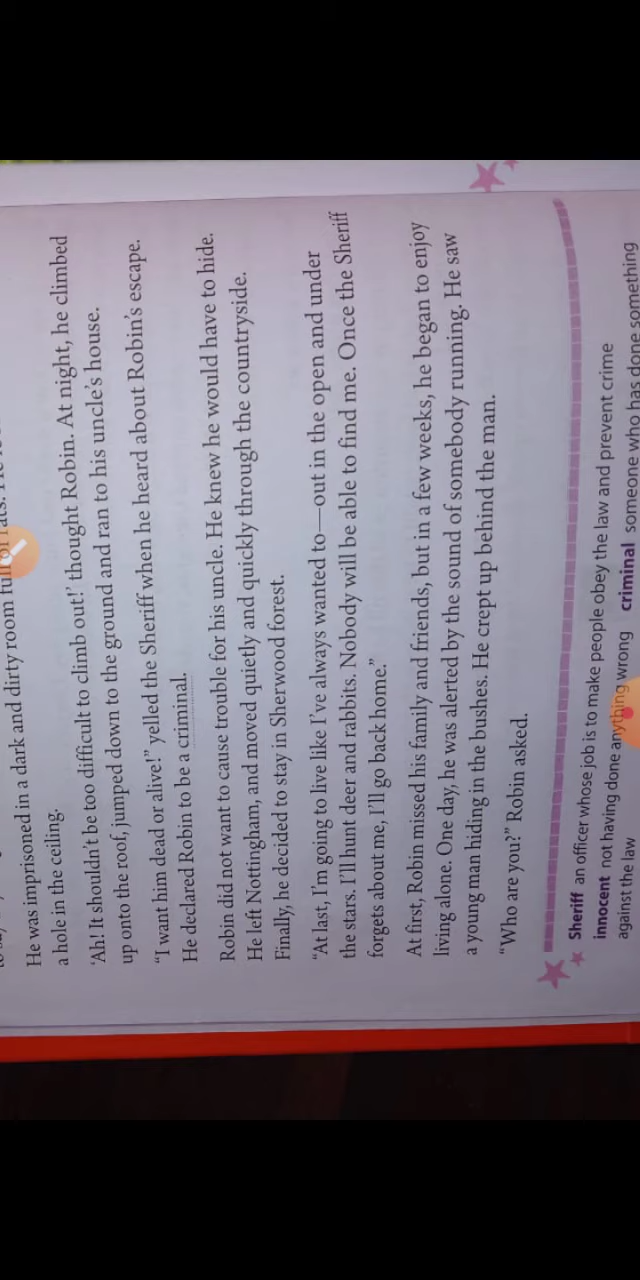 He was imprisoned in a dark and dirty room full of rats.
a hole in the ceiling.
‘Ah! It shouldn’t be too difficult to climb out!’ thought Robin. At night, he climbed
up onto the roof, jumped down to the ground and ran to his uncle’s house.
“I want him dead or alive!” yelled the Sheriff when he heard about Robin’s escape.
He declared Robin to be a criminal.
Robin did not want to cause trouble for his uncle. He knew he would have to hide.
He left Nottingham, and moved quietly and quickly through the countryside.
Finally, he decided to stay in Sherwood forest.
“At last, I’m going to live like I’ve always wanted to—out in the open and under
the stars. I’ll hunt deer and rabbits. Nobody will be able to find me. Once the Sheriff
forgets about me, I’ll go back home.”
At first, Robin missed his family and friends, but in a few weeks, he began to enjoy
living alone. One day, he was alerted by the sound of somebody running. He saw
a young man hiding in the bushes. He crept up behind the man.
“Who are you?” Robin asked.
Sheriff an officer whose job is to make people obey the law and prevent crime
innocent not having done anything wrong criminal someone who has done something
against the law